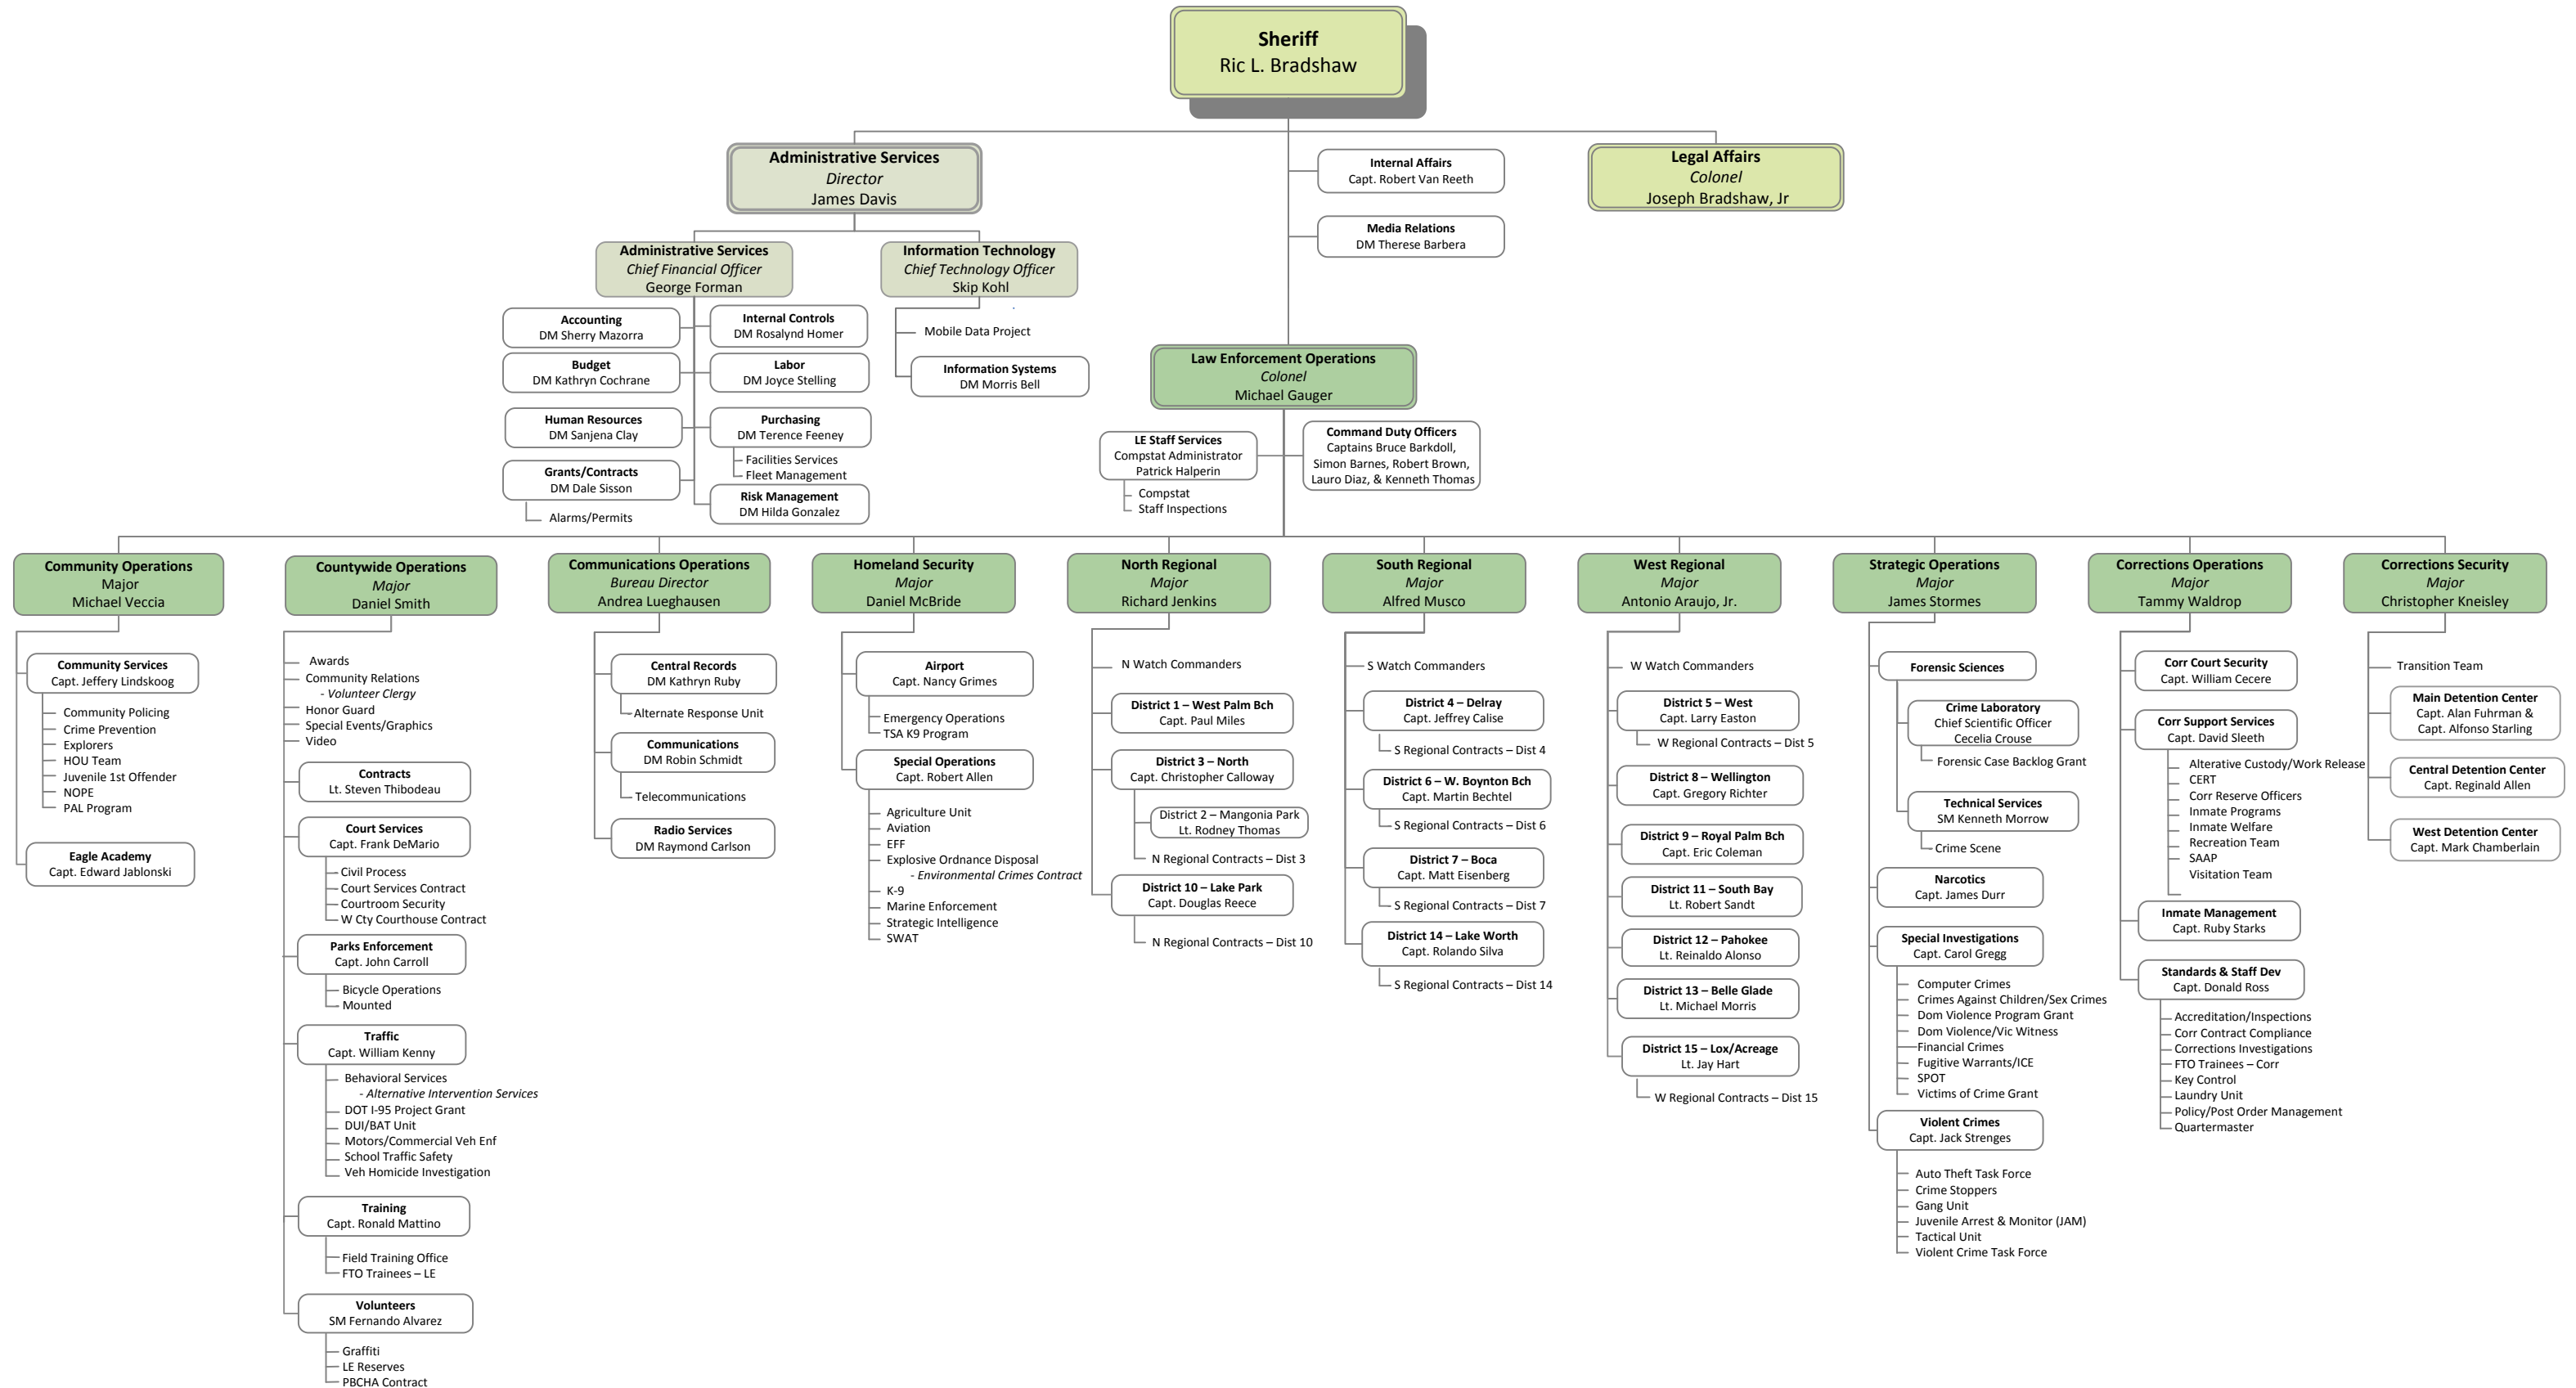 Sheriff
Ric L. Bradshaw
Administrative Services
Director
James Davis
Internal Affairs
Capt. Robert Van Reeth
Media Relations
DM Therese Barbera
Legal Affairs
Colonel
Joseph Bradshaw, Jr
Administrative Services
Chief Financial Officer
George Forman
Information Technology
Chief Technology Officer
Skip Kohl
Accounting
DM Sherry Mazorra
Internal Controls
DM Rosalynd Homer
Budget
DM Kathryn Cochrane
Labor
DM Joyce Stelling
Human Resources
DM Sanjena Clay
Purchasing
DM Terence Feeney
Facilities Services
Fleet Management
Grants/Contracts
DM Dale Sisson
Alarms/Permits
Risk Management
DM Hilda Gonzalez
Mobile Data Project
Information Systems
DM Morris Bell
Law Enforcement Operations
Colonel
Michael Gauger
LE Staff Services
Compstat Administrator
Patrick Halperin
Compstat
Staff Inspections
Command Duty Officers
Captains Bruce Barkdoll,
Simon Barnes, Robert Brown,
Lauro Diaz, & Kenneth Thomas
Community Operations
Major
Michael Veccia
Community Services
Capt. Jeffery Lindskoog
Community Policing
Crime Prevention
Explorers
HOU Team
Juvenile 1st Offender
NOPE
PAL Program
Eagle Academy
Capt. Edward Jablonski
Countywide Operations
Major
Daniel Smith
Awards
Community Relations
- Volunteer Clergy
Honor Guard
Special Events/Graphics
Video
Contracts
Lt. Steven Thibodeau
Court Services
Capt. Frank DeMario
Civil Process
Court Services Contract
Courtroom Security
W Cty Courthouse Contract
Parks Enforcement
Capt. John Carroll
Bicycle Operations
Mounted
Traffic
Capt. William Kenny
Behavioral Services
- Alternative Intervention Services
DOT I-95 Project Grant
DUI/BAT Unit
Motors/Commercial Veh Enf
School Traffic Safety
Veh Homicide Investigation
Training
Capt. Ronald Mattino
Field Training Office
FTO Trainees – LE
Volunteers
SM Fernando Alvarez
Graffiti
LE Reserves
PBCHA Contract
Communications Operations
Bureau Director
Andrea Lueghausen
Central Records
DM Kathryn Ruby
Alternate Response Unit
Communications
DM Robin Schmidt
Telecommunications
Radio Services
DM Raymond Carlson
Homeland Security
Major
Daniel McBride
Airport
Capt. Nancy Grimes
Emergency Operations
TSA K9 Program
Special Operations
Capt. Robert Allen
Agriculture Unit
Aviation
EFF
Explosive Ordnance Disposal
- Environmental Crimes Contract
K-9
Marine Enforcement
Strategic Intelligence
SWAT
North Regional
Major
Richard Jenkins
N Watch Commanders
District 1 – West Palm Bch
Capt. Paul Miles
District 3 – North
Capt. Christopher Calloway
District 2 – Mangonia Park
Lt. Rodney Thomas
N Regional Contracts – Dist 3
District 10 – Lake Park
Capt. Douglas Reece
N Regional Contracts – Dist 10
South Regional
Major
Alfred Musco
S Watch Commanders
District 4 – Delray
Capt. Jeffrey Calise
S Regional Contracts – Dist 4
District 6 – W. Boynton Bch
Capt. Martin Bechtel
S Regional Contracts – Dist 6
District 7 – Boca
Capt. Matt Eisenberg
S Regional Contracts – Dist 7
District 14 – Lake Worth
Capt. Rolando Silva
S Regional Contracts – Dist 14
West Regional
Major
Antonio Araujo, Jr.
W Watch Commanders
District 5 – West
Capt. Larry Easton
W Regional Contracts – Dist 5
District 8 – Wellington
Capt. Gregory Richter
District 9 – Royal Palm Bch
Capt. Eric Coleman
District 11 – South Bay
Lt. Robert Sandt
District 12 – Pahokee
Lt. Reinaldo Alonso
District 13 – Belle Glade
Lt. Michael Morris
District 15 – Lox/Acreage
Lt. Jay Hart
W Regional Contracts – Dist 15
Strategic Operations
Major
James Stormes
Forensic Sciences
Crime Laboratory
Chief Scientific Officer
Cecelia Crouse
Forensic Case Backlog Grant
Technical Services
SM Kenneth Morrow
Crime Scene
Narcotics
Capt. James Durr
Special Investigations
Capt. Carol Gregg
Computer Crimes
Crimes Against Children/Sex Crimes
Dom Violence Program Grant
Dom Violence/Vic Witness
Financial Crimes
Fugitive Warrants/ICE
SPOT
Victims of Crime Grant
Violent Crimes
Capt. Jack Strenges
Auto Theft Task Force
Crime Stoppers
Gang Unit
Juvenile Arrest & Monitor (JAM)
Tactical Unit
Violent Crime Task Force
Corrections Operations
Major
Tammy Waldrop
Corr Court Security
Capt. William Cecere
Corr Support Services
Capt. David Sleeth
Alterative Custody/Work Release
CERT
Corr Reserve Officers
Inmate Programs
Inmate Welfare
Recreation Team
SAAP
Visitation Team
Inmate Management
Capt. Ruby Starks
Standards & Staff Dev
Capt. Donald Ross
Accreditation/Inspections
Corr Contract Compliance
Corrections Investigations
FTO Trainees – Corr
Key Control
Laundry Unit
Policy/Post Order Management
Quartermaster
Corrections Security
Major
Christopher Kneisley
Transition Team
Main Detention Center
Capt. Alan Fuhrman &
Capt. Alfonso Starling
Central Detention Center
Capt. Reginald Allen
West Detention Center
Capt. Mark Chamberlain